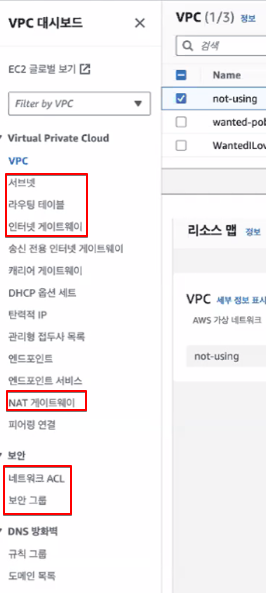 VPC 대시보드
EC2 글로벌 보기
Filter by VPC
Virtual Private Cloud
VPC
서브넷
라우팅 테이블
인터넷 게이트웨이
송신 전용 인터넷 게이트웨이
캐리어 게이트웨이
DHCP 옵션 세트
탄력적 IP
관리형 접두사 목록
엔드포인트
엔드포인트 서비스
NAT 게이트웨이
피어링 연결
보안
네트워크 ACL
보안 그룹
DNS 방화벽
규칙 그룹
도메인 목록
VPC (1/3) 정보
검색
Name
not-using
wanted-pol
WantedILov
리소스 맵 정보
VPC 세부 정보 표시
AWS 가상 네트워크
not-using